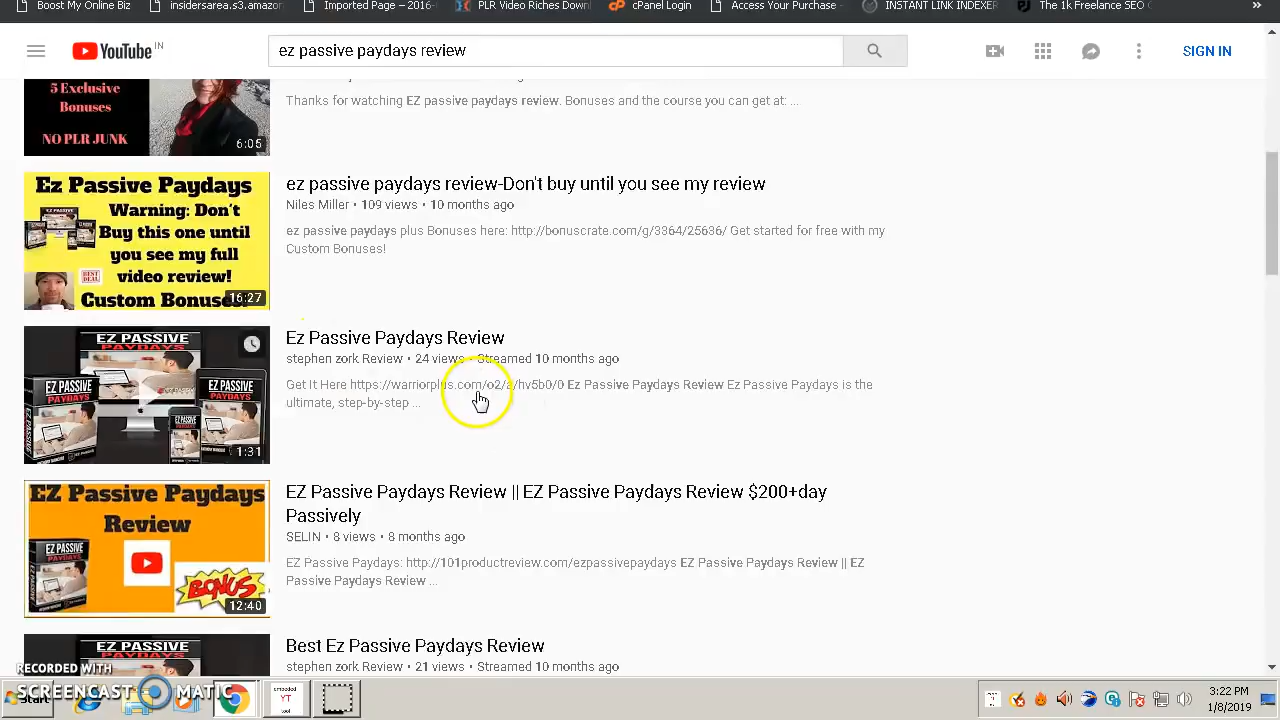 Boost My Domains
insidersarea.s3.amazon
Imported Page - 2016-
PLR Video Riches Down
Grand Login
Access Your Purchase
INSTANT LINK INDEXER
The 1k Freelance SEO
»
YouTube IN
ez passive paydays review
SIGN IN
5 Exclusive
Bonuses
NO PLR JUNK
6:05
Thanks for watching EZ passive paydays review. Bonuses and the course you can get at: ....
Ez Passive Paydays
Warning: Don't
Buy this one until
you see my full
video review!
BEST
DEAL
Custom Bonuses!
16:27
ez passive paydays review-Don't buy until you see my review
Niles Miller • 109 views • 10 months ago
ez passive paydays plus Bonuses here: http://bonuscrate.com/g/3364/25636/ Get started for free with my
Custom Bonuses!
EZ PASSIVE
EZ PASSIVE
PAYDAYS
1:31
Ez Passive Paydays Review
stephen zork Review • 24 views • Streamed 10 months ago
Get It Here https://warriorplus.com/o2/a/hv5b0/0 Ez Passive Paydays Review Ez Passive Paydays is the
ultimate, step-by-step ...
EZ Passive Paydays
Review
EZ PASSIVE
PAYDAYS
BONUS
12:40
EZ Passive Paydays Review || EZ Passive Paydays Review $200+day
Passively
SELIN • 8 views • 8 months ago
EZ Passive Paydays: http://101productreview.com/ezpassivepaydays EZ Passive Paydays Review || EZ
Passive Paydays Review ...
EZ PASSIVE
Best Ez Passive Paydays Review
stephen zork Review • 21 views • Streamed 10 months ago
RECORDED WITH
SCREENCAST MATIC
Start
embeded
YT
3:22 PM
1/8/2019